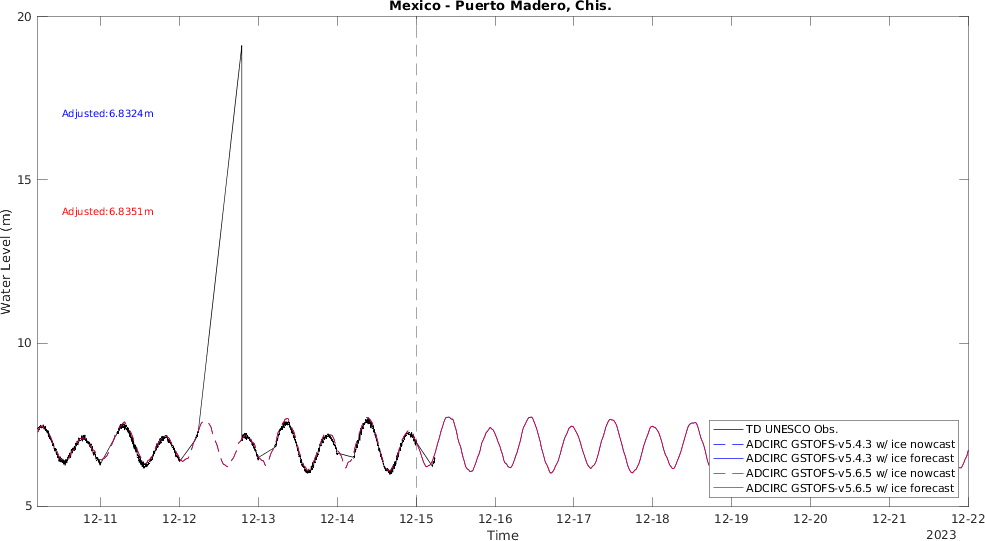 Mexico - Puerto Madero, Chis.
20
15
10
5
Water Level (m)
Adjusted:6.8324m
Adjusted:6.8351m
TD UNESCO Obs.
ADCIRC GSTOFS-v5.4.3 w/ ice nowcast
ADCIRC GSTOFS-v5.4.3 w/ ice forecast
ADCIRC GSTOFS-v5.6.5 w/ ice nowcast
ADCIRC GSTOFS-v5.6.5 w/ ice forecast
12-11 12-12 12-13 12-14 12-15 12-16 12-17 12-18 12-19 12-20 12-21 12-22
Time
2023